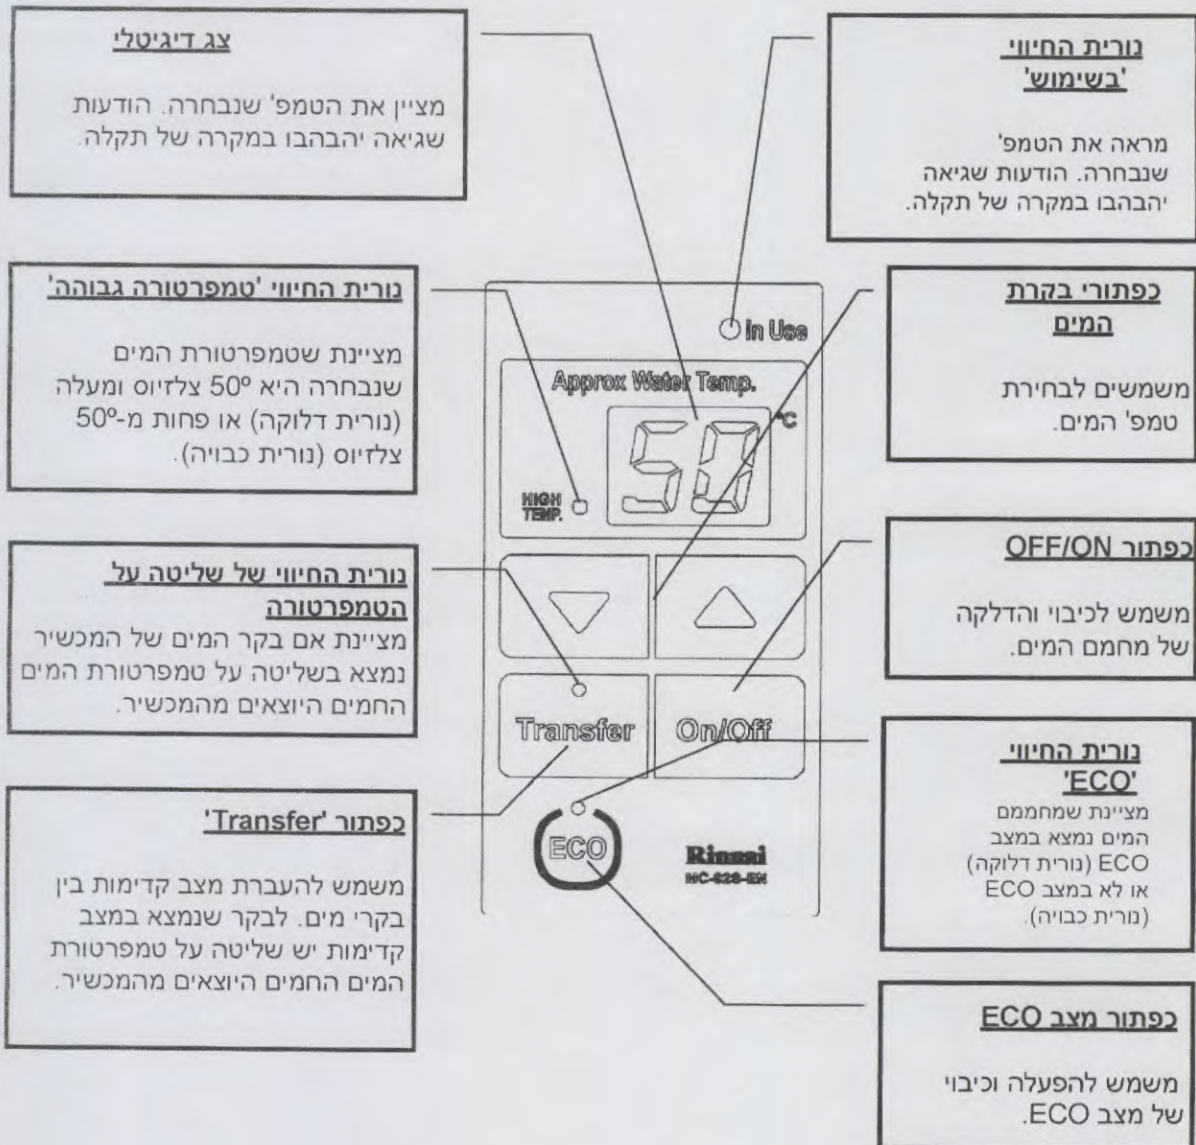 צג דיגיטלי
מציין את הטמפ' שנבחרה. הודעות
שגיאה יהבהבו במקרה של תקלה.
נורית החיווי
'בשימוש'
מראה את הטמפ'
שנבחרה. הודעות שגיאה
יהבהבו במקרה של תקלה.
נורית החיווי 'טמפרטורה גבוהה'
מציינת שטמפרטורת המים
שנבחרה היא 50º צלזיוס ומעלה
(נורית דלוקה) או פחות מ-50º
צלזיוס (נורית כבויה).
כפתורי בקרת
המים
משמשים לבחירת
טמפ' המים.
נורית החיווי של שליטה על
הטמפרטורה
מציינת אם בקר המים של המכשיר
נמצא בשליטה על טמפרטורת המים
החמים היוצאים מהמכשיר.
כפתור OFF/ON
משמש לכיבוי והדלקה
של מחמם המים.
כפתור 'Transfer'
משמש להעברת מצב קדימות בין
בקרי מים. לבקר שנמצא במצב
קדימות יש שליטה על טמפרטורת
המים החמים היוצאים מהמכשיר.
נורית החיווי
'ECO'
מציינת שמחממם
המים נמצא במצב
ECO (נורית דלוקה)
או לא במצב ECO
(נורית כבויה).
כפתור מצב ECO
משמש להפעלה וכיבוי
של מצב ECO.
In Use
Approx Water Temp.
50 ºC
HIGH
TEMP.
Transfer
On/Off
ECO
Rinnai
MC-628-EN